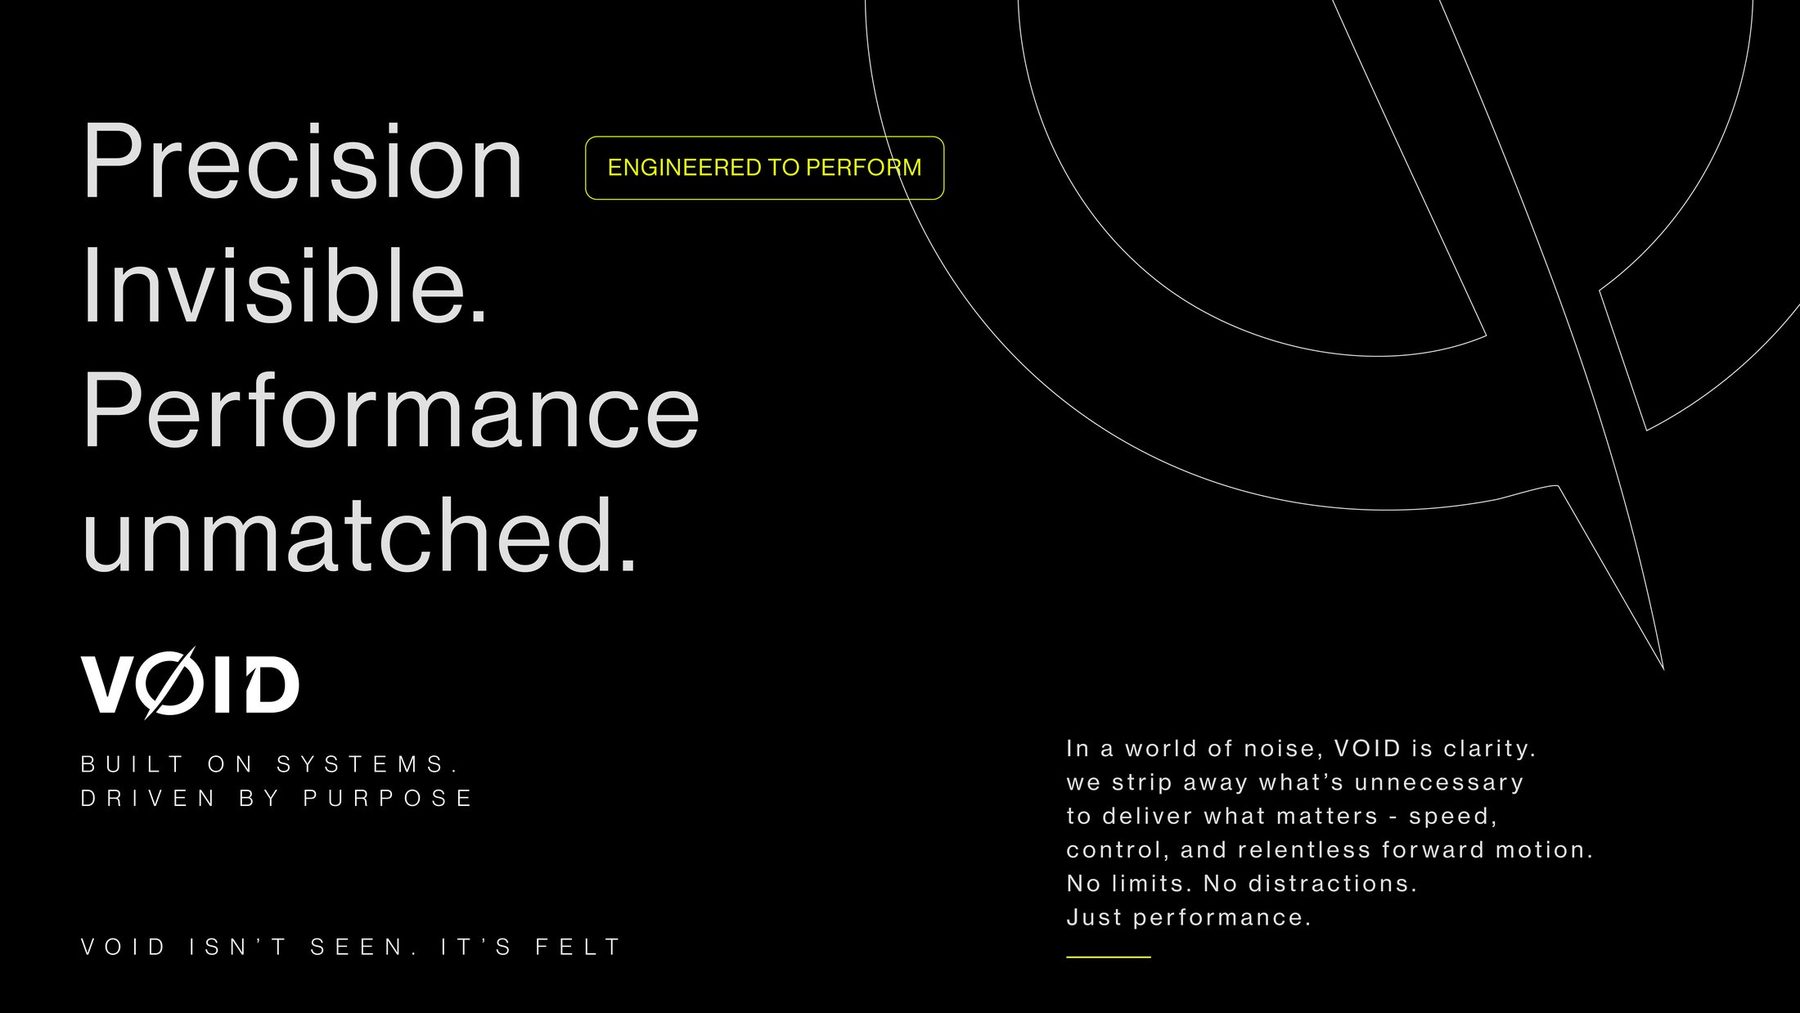 Precision
ENGINEERED TO PERFORM
Invisible.
Performance
unmatched.
VØID
BUILT ON SYSTEMS.
DRIVEN BY PURPOSE
In a world of noise, VOID is clarity.
we strip away what’s unnecessary
to deliver what matters - speed,
control, and relentless forward motion.
No limits. No distractions.
Just performance.
VOID ISN’T SEEN. IT’S FELT